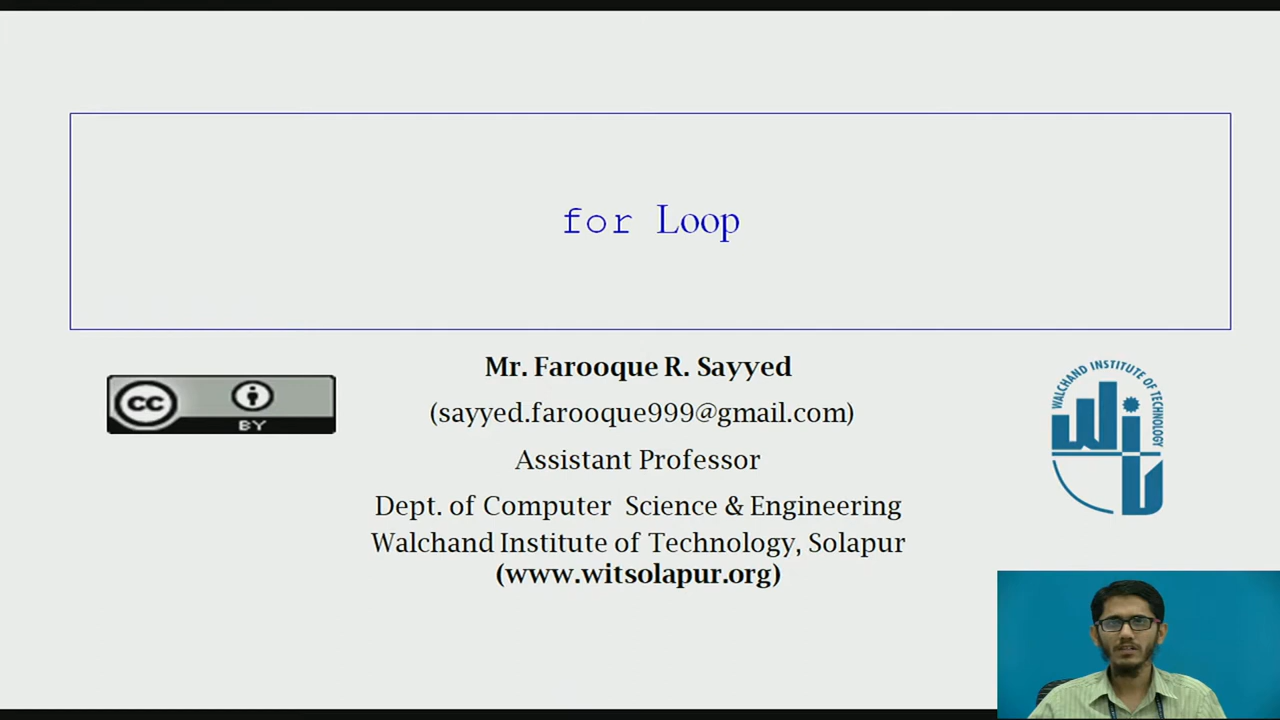 for Loop
Mr. Farooque R. Sayyed
(sayyed.farooque999@gmail.com)
Assistant Professor
Dept. of Computer Science & Engineering
Walchand Institute of Technology, Solapur
(www.witsolapur.org)
CC
BY
WALCHAND INSTITUTE OF TECHNOLOGY